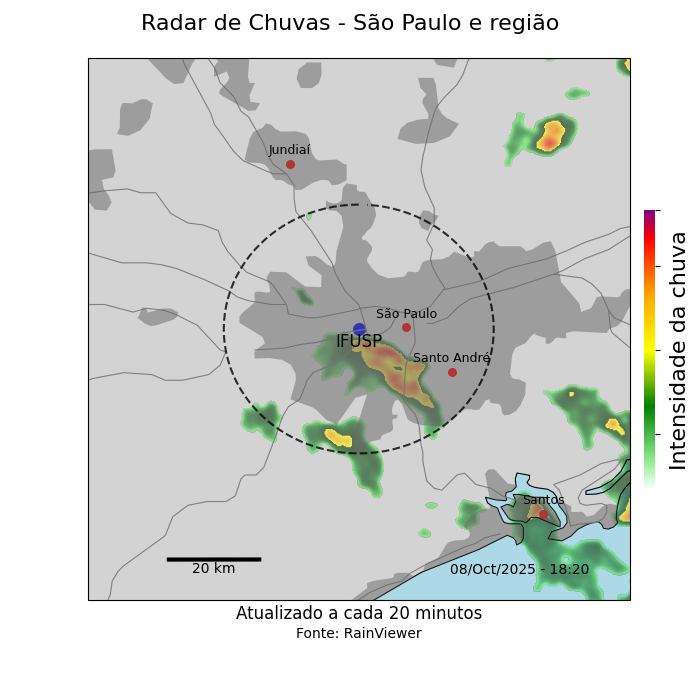 Radar de Chuvas - São Paulo e região
Jundiaí
São Paulo
IFUSP
Santo André
Santos
20 km
08/Oct/2025 - 18:20
Intensidade da chuva
Atualizado a cada 20 minutos
Fonte: RainViewer